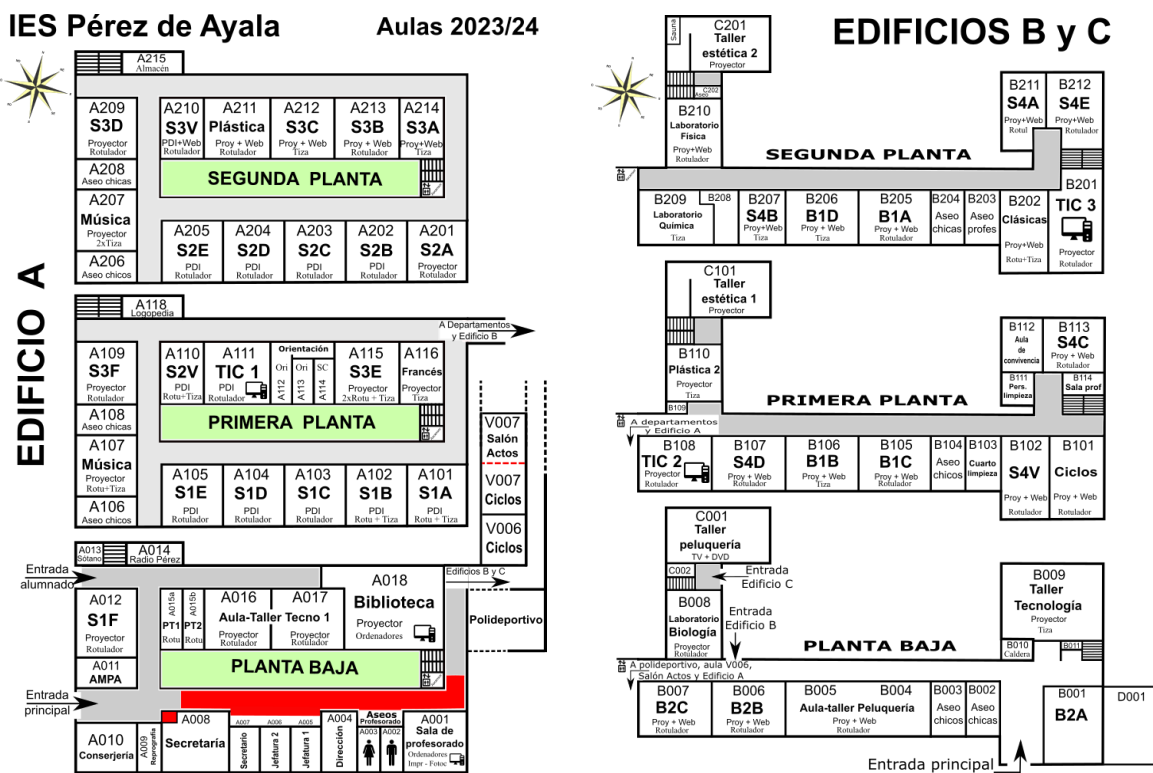 IES Pérez de Ayala
Aulas 2023/24
EDIFICIO A
A215
Almacén
A209
S3D
Proyector
Rotulador
A210
S3V
PDI+Web
Rotulador
A211
Plástica
Proy + Web
Rotulador
A212
S3C
Proy + Web
Tiza
A213
S3B
Proy + Web
Rotulador
A214
S3A
Proy+Web
Tiza
A208
Aseo chicas
SEGUNDA PLANTA
A207
Música
Proyector
2xTiza
A206
Aseo chicos
A205
S2E
PDI
Rotulador
A204
S2D
PDI
Rotulador
A203
S2C
PDI
Rotulador
A202
S2B
PDI
Rotulador
A201
S2A
Proyector
Rotulador
A118
Logopedia
A Departamentos
y Edificio B
A109
S3F
Proyector
Rotulador
A110
S2V
PDI
Rotu+Tiza
A111
TIC 1
PDI
Rotulador
Orientación
Ori
A112
Ori
A113
SC
A114
A115
S3E
Proyector
2xRotu + Tiza
A116
Francés
Proyector
Tiza
A108
Aseo chicas
PRIMERA PLANTA
A107
Música
Proyector
Rotu+Tiza
A106
Aseo chicos
A105
S1E
PDI
Rotulador
A104
S1D
PDI
Rotulador
A103
S1C
PDI
Rotulador
A102
S1B
PDI
Rotu + Tiza
A101
S1A
PDI
Rotu + Tiza
V007
Salón
Actos
V007
Ciclos
V006
Ciclos
A013
Sótano
A014
Radio Pérez
Entrada
alumnado
Edificios B y C
A012
S1F
Proyector
Rotulador
A015a
PT1
Rotu
A015b
PT2
Rotu
A016
A017
Aula-Taller Tecno 1
Proyector
Rotulador
Proyector
Rotulador
A018
Biblioteca
Proyector
Ordenadores
Polideportivo
A011
AMPA
PLANTA BAJA
Entrada
principal
A010
Conserjería
A009
Reprografía
A008
Secretaría
A007
Secretario
A006
Jefatura 2
A005
Jefatura 1
A004
Dirección
Aseos
Profesorado
A003
A002
A001
Sala de
profesorado
Ordenadores
Impr - Fotoc
EDIFICIOS B y C
Sauna
C201
Taller
estética 2
Proyector
C202
Aseo
B210
Laboratorio
Física
Proy+Web
Rotulador
B211
S4A
Proy+Web
Rotul
B212
S4E
Proy+Web
Rotulador
SEGUNDA PLANTA
B209
Laboratorio
Química
Tiza
B208
B207
S4B
Proy+Web
Tiza
B206
B1D
Proy + Web
Tiza
B205
B1A
Proy + Web
Rotulador
B204
Aseo
chicas
B203
Aseo
profes
B202
Clásicas
Proy+Web
Rotu+Tiza
B201
TIC 3
Proyector
Rotulador
C101
Taller
estética 1
Proyector
B110
Plástica 2
Proyector
Tiza
B109
B112
Aula
de
convivencia
B113
S4C
Proy + Web
Rotulador
B111
Pers.
limpieza
B114
Sala prof
PRIMERA PLANTA
A departamentos
y Edificio A
B108
TIC 2
Proyector
Rotulador
B107
S4D
Proy + Web
Rotulador
B106
B1B
Proy + Web
Tiza
B105
B1C
Proy + Web
Rotulador
B104
Aseo
chicos
B103
Cuarto
limpieza
B102
S4V
Proy + Web
Rotulador
B101
Ciclos
Proy + Web
Rotulador
C001
Taller
peluquería
TV + DVD
C002
Entrada
Edificio C
B008
Laboratorio
Biología
Proyector
Rotulador
Entrada
Edificio B
B009
Taller
Tecnología
Proyector
Tiza
B010
Caldera
B011
PLANTA BAJA
A polideportivo, aula V006,
Salón Actos y Edificio A
B007
B2C
Proy + Web
Rotulador
B006
B2B
Proy + Web
Rotulador
B005
B004
Aula-taller Peluquería
Proy + Web
Rotulador
B003
Aseo
chicos
B002
Aseo
chicas
B001
B2A
D001
Entrada principal